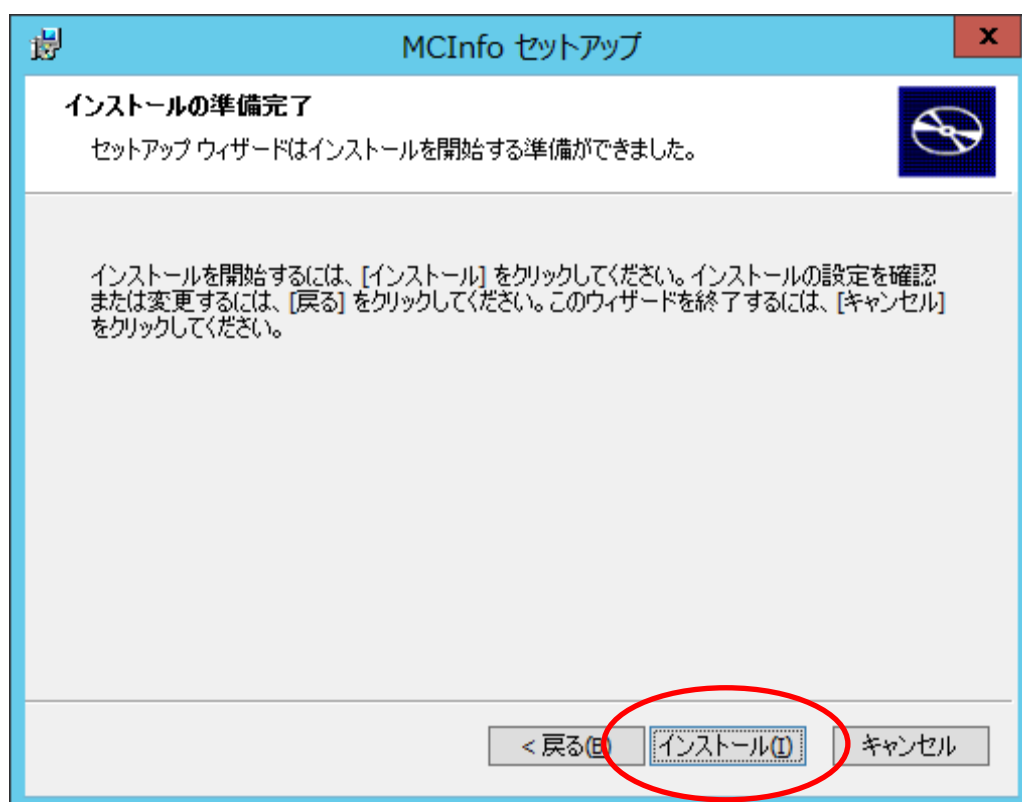 MCInfo セットアップ
x
インストールの準備完了
セットアップ ウィザードはインストールを開始する準備ができました。
インストールを開始するには、[インストール] をクリックしてください。インストールの設定を確認
または変更するには、[戻る] をクリックしてください。このウィザードを終了するには、[キャンセル]
をクリックしてください。
< 戻る(B) インストール(I) キャンセル